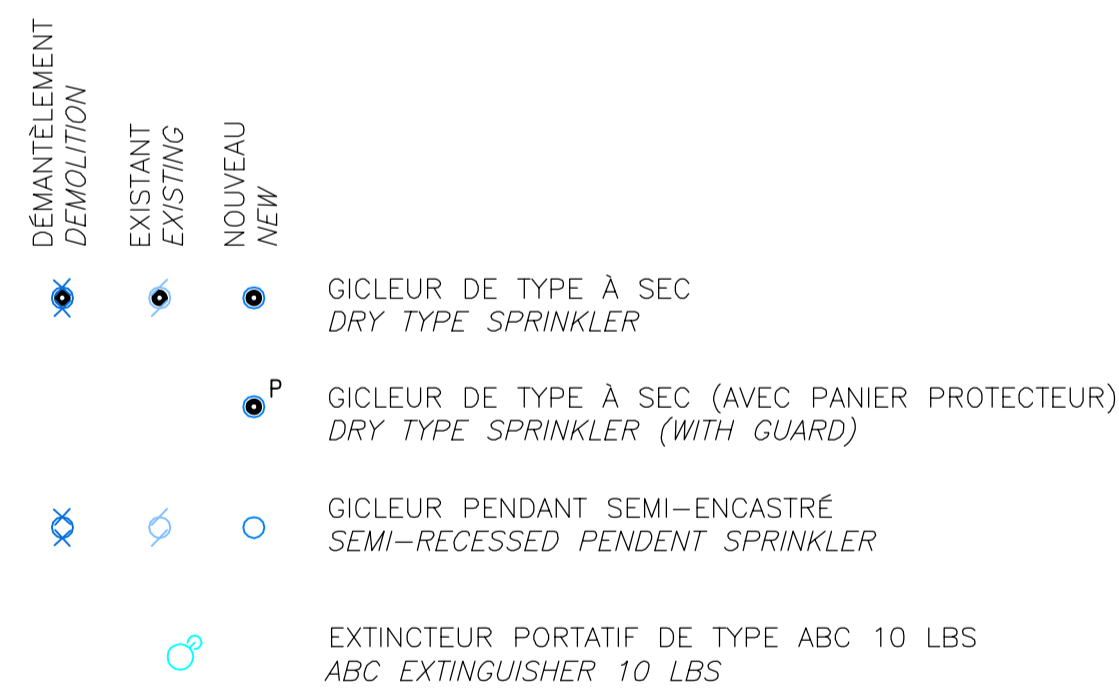 DÉMANTÈLEMENT
DEMOLITION
EXISTANT
EXISTING
NOUVEAU
NEW
GICLEUR DE TYPE À SEC
DRY TYPE SPRINKLER
P
GICLEUR DE TYPE À SEC (AVEC PANIER PROTECTEUR)
DRY TYPE SPRINKLER (WITH GUARD)
GICLEUR PENDANT SEMI-ENCASTRÉ
SEMI-RECESSED PENDENT SPRINKLER
EXTINCTEUR PORTATIF DE TYPE ABC 10 LBS
ABC EXTINGUISHER 10 LBS